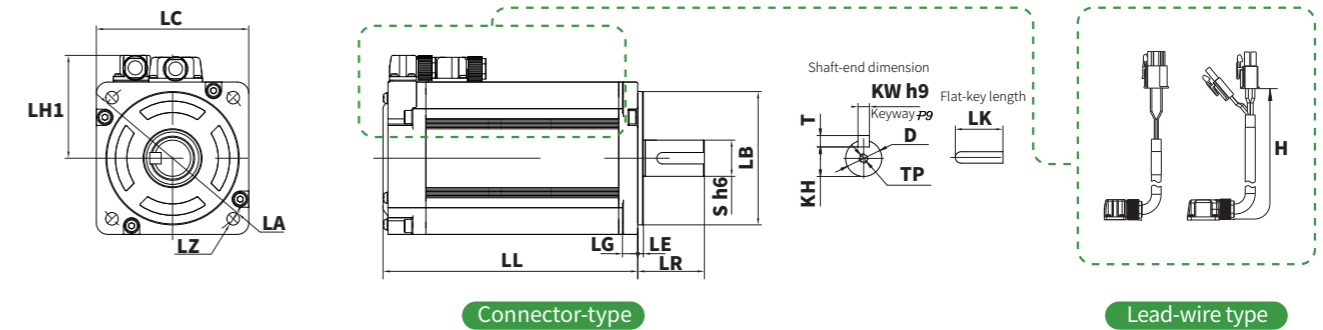 LC
LH1
LA
LZ
LL
LG
LE
LR
LB
S h6
Shaft-end dimension
KW h9
Keyway P9
T
D
KH
TP
Flat-key length
LK
H
Connector-type
Lead-wire type